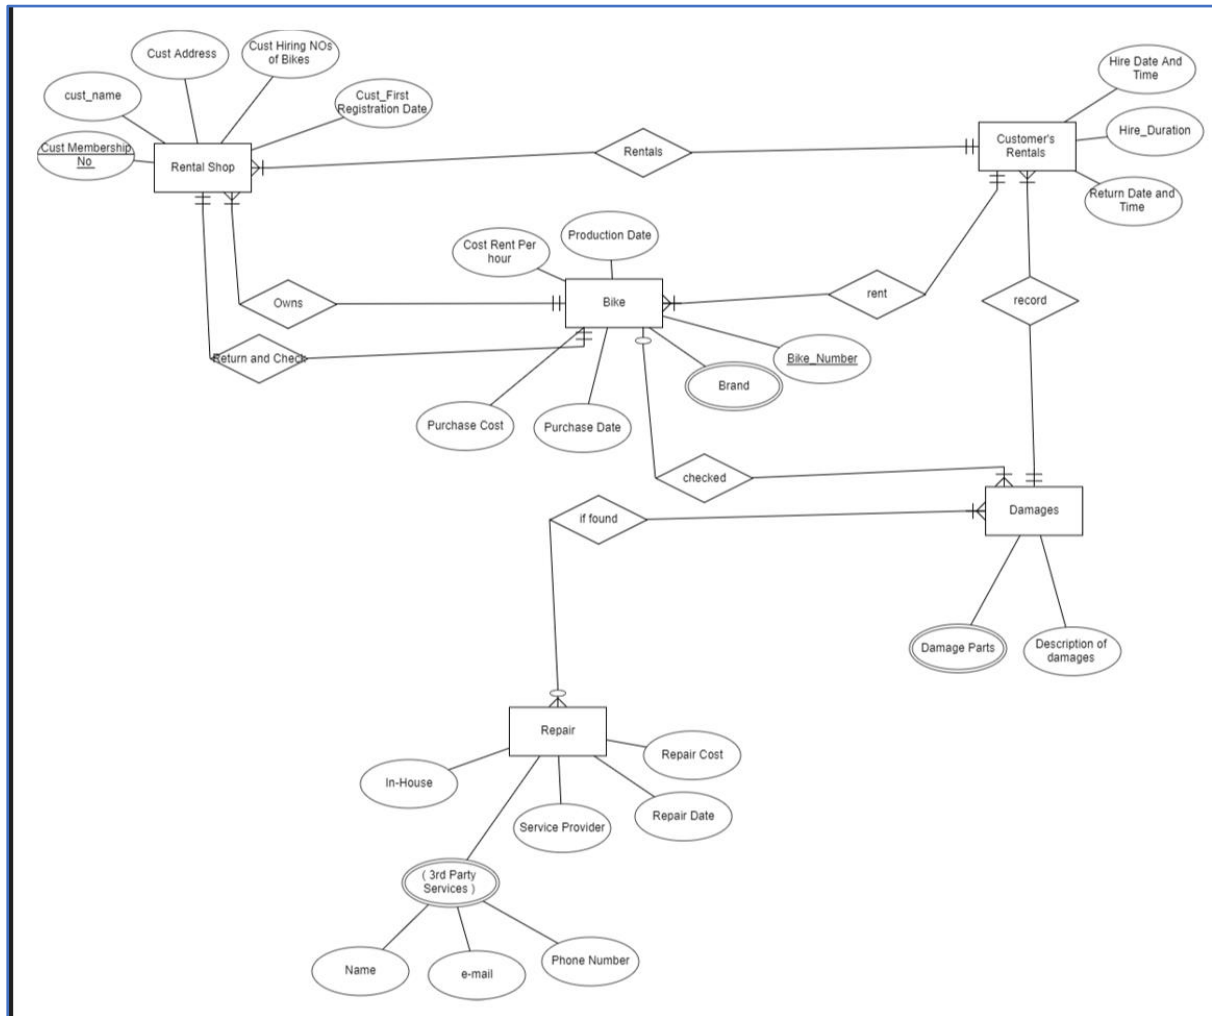 Cust Address
Cust Hiring NOs
of Bikes
cust_name
Cust_First
Registration Date
Cust Membership
No
Rental Shop
Rentals
Customer's
Rentals
Hire Date And
Time
Hire_Duration
Return Date and
Time
Cost Rent Per
hour
Production Date
Owns
Bike
rent
record
Return and Check
Bike_Number
Brand
Purchase Cost
Purchase Date
checked
if found
Damages
Damage Parts
Description of
damages
Repair
In-House
Repair Cost
Service Provider
Repair Date
( 3rd Party
Services )
Name
e-mail
Phone Number